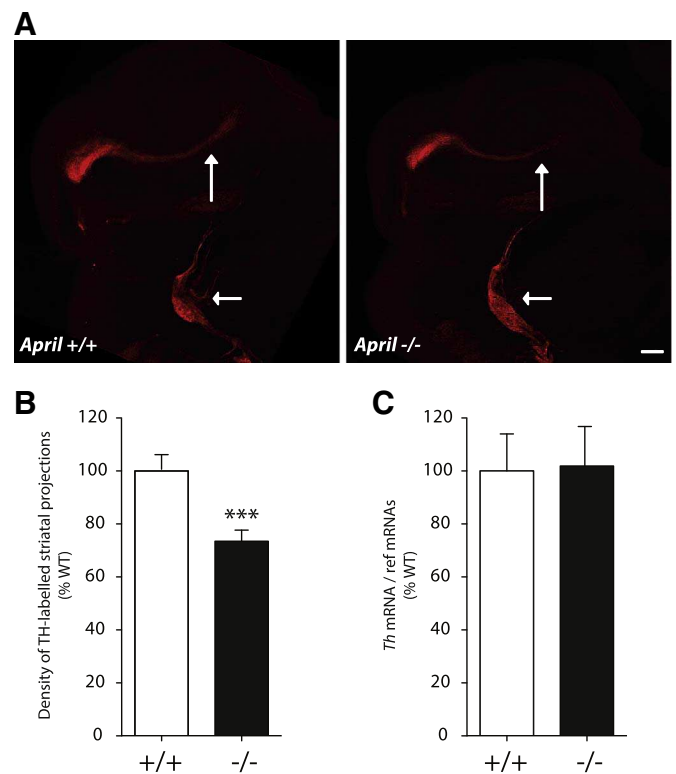 A
April +/+
April -/-
B
Density of TH-labelled striatal projections
(% WT)
120
100
80
60
40
20
0
***
+/+
-/-
C
Th mRNA / ref mRNAs
(% WT)
120
100
80
60
40
20
0
+/+
-/-